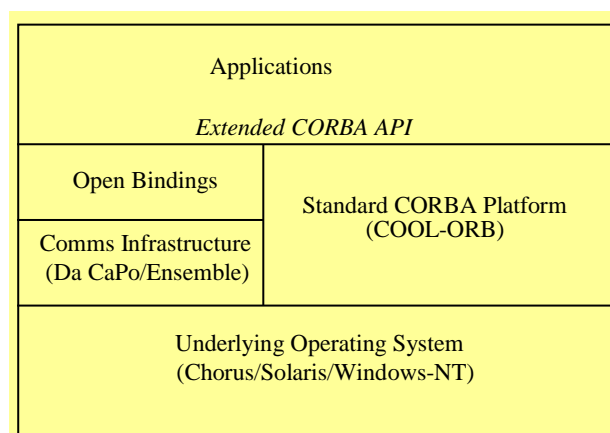 Applications
Extended CORBA API
Open Bindings
Comms Infrastructure
(Da CaPo/Ensemble)
Standard CORBA Platform
(COOL-ORB)
Underlying Operating System
(Chorus/Solaris/Windows-NT)